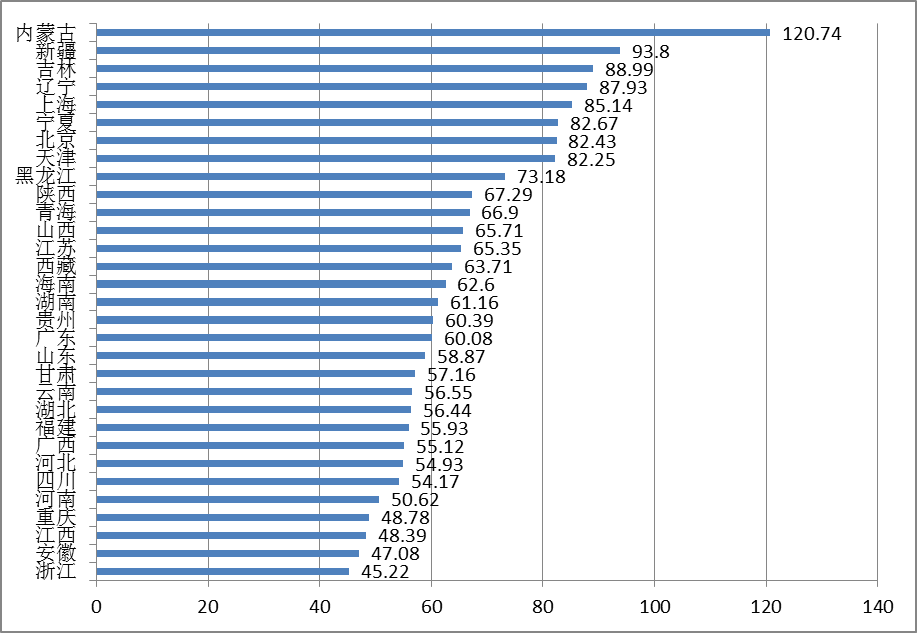 内蒙古 120.74
新疆 93.8
吉林 88.99
辽宁 87.93
上海 85.14
宁夏 82.67
北京 82.43
天津 82.25
黑龙江 73.18
陕西 67.29
青海 66.9
山西 65.71
江苏 65.35
西藏 63.71
海南 62.6
湖南 61.16
贵州 60.39
广东 60.08
山东 58.87
甘肃 57.16
云南 56.55
湖北 56.44
福建 55.93
广西 55.12
河北 54.93
四川 54.17
河南 50.62
重庆 48.78
江西 48.39
安徽 47.08
浙江 45.22
0 20 40 60 80 100 120 140